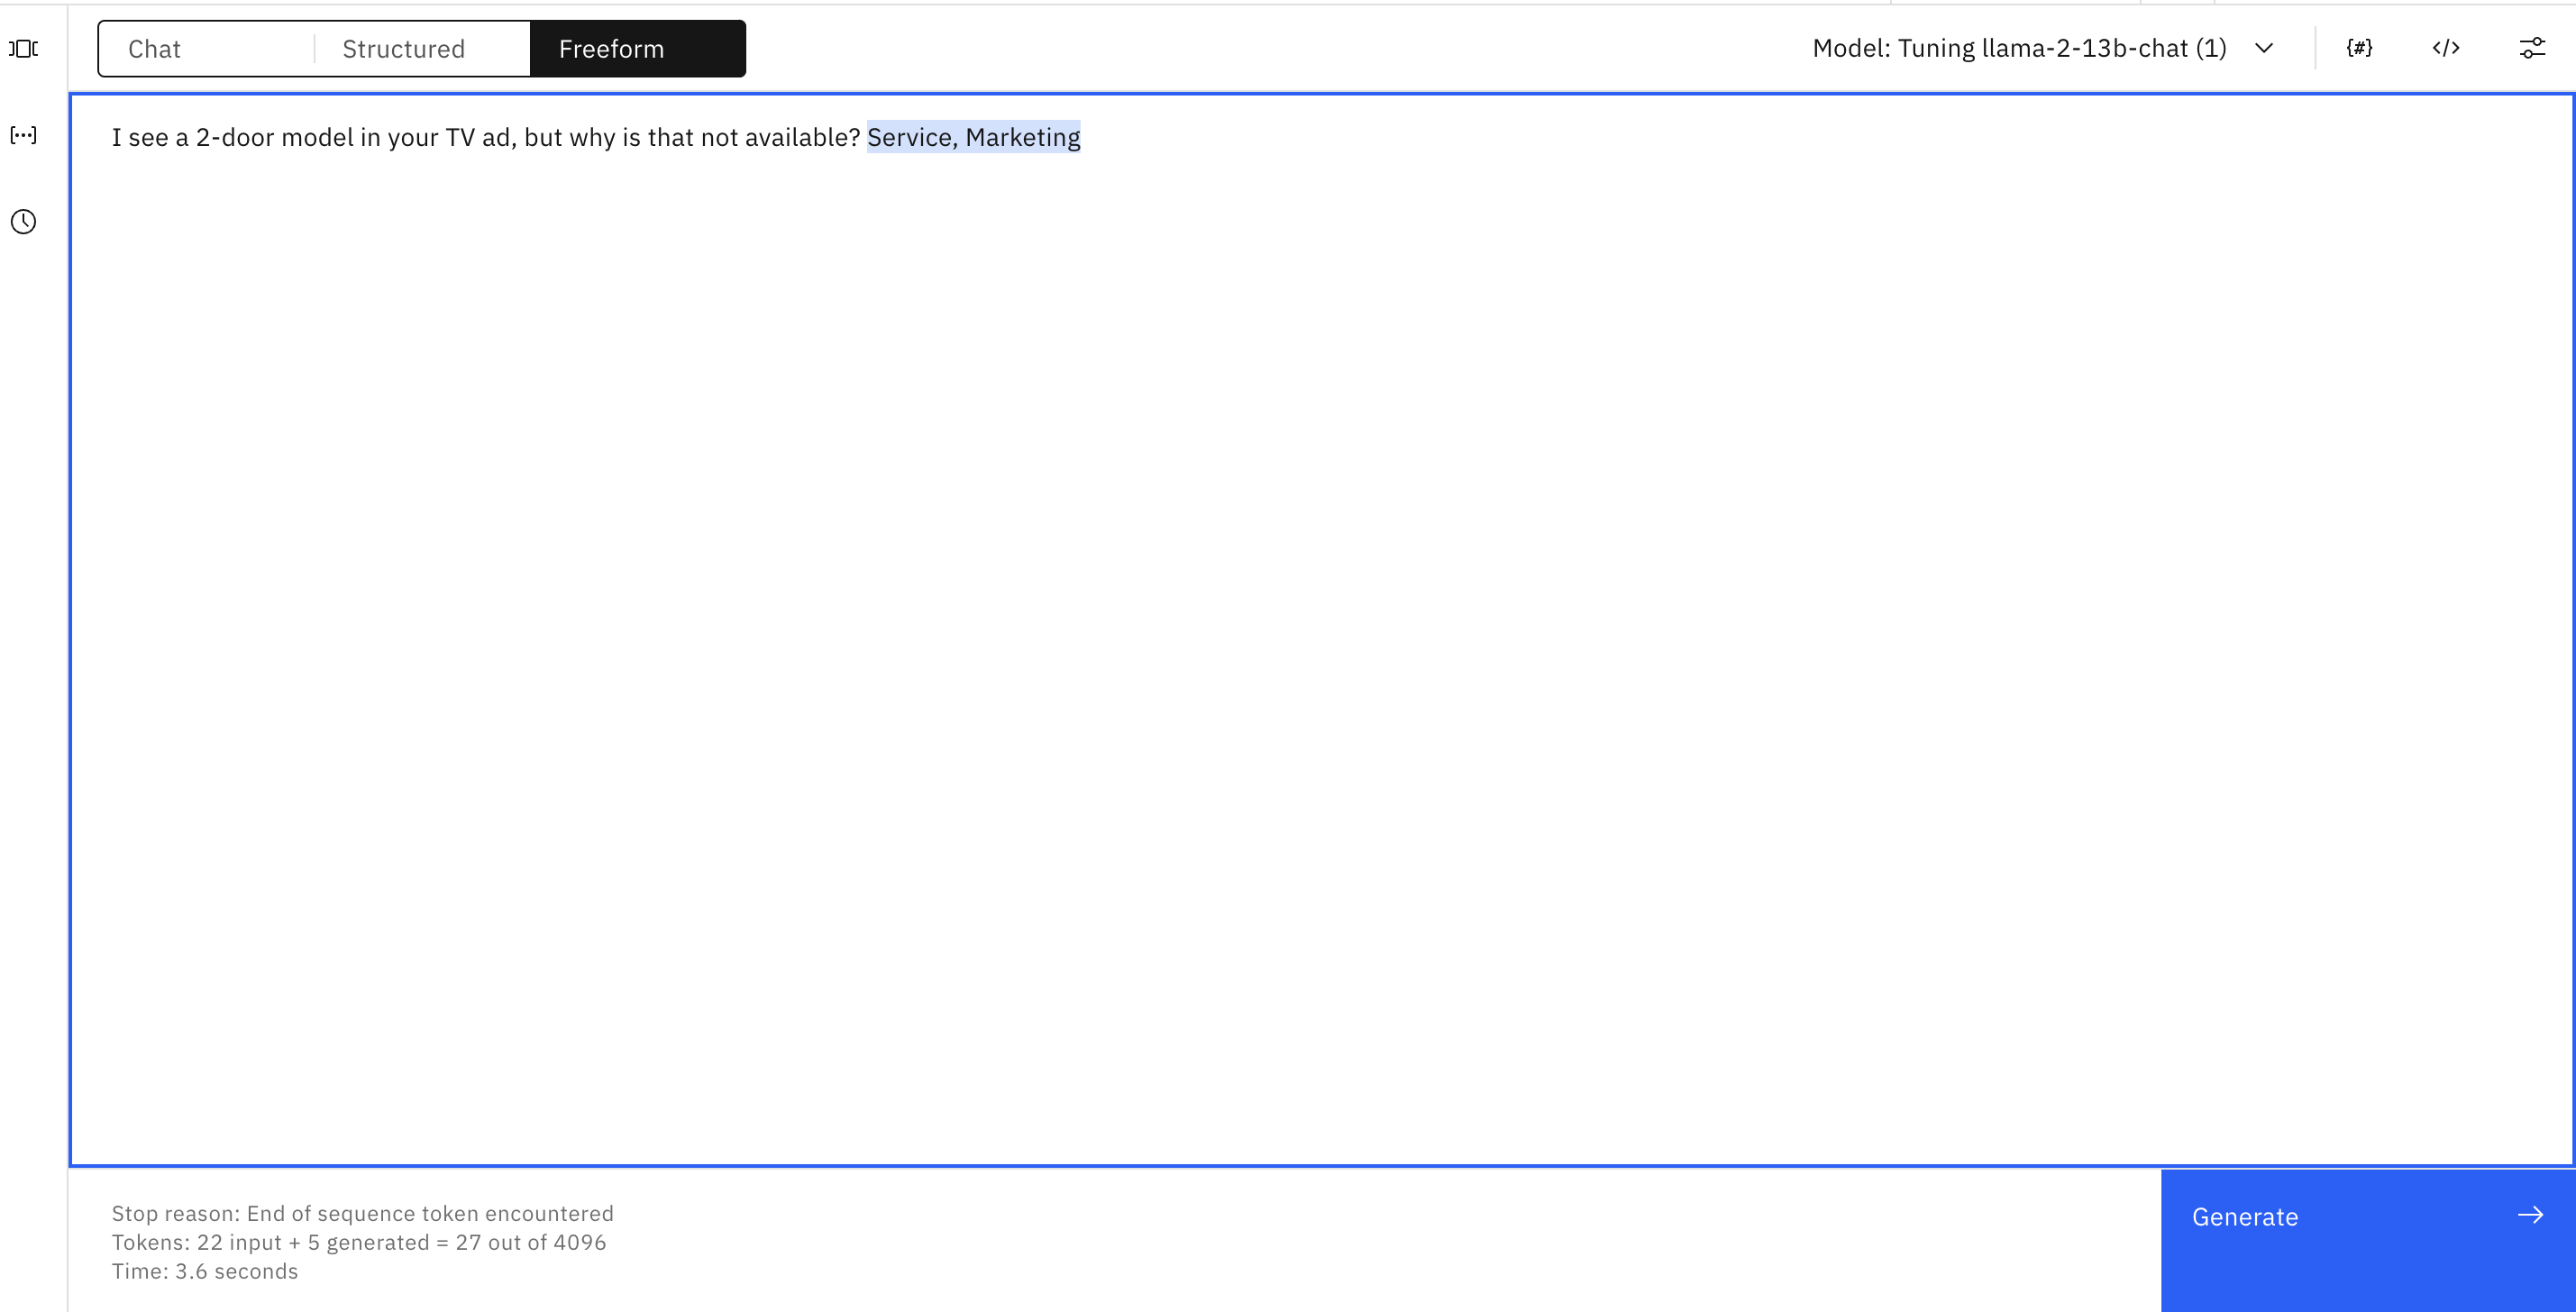 Chat Structured Freeform Model: Tuning llama-2-13b-chat (1) {#} </>
[...]
I see a 2-door model in your TV ad, but why is that not available? Service, Marketing
Stop reason: End of sequence token encountered
Tokens: 22 input + 5 generated = 27 out of 4096
Time: 3.6 seconds
Generate